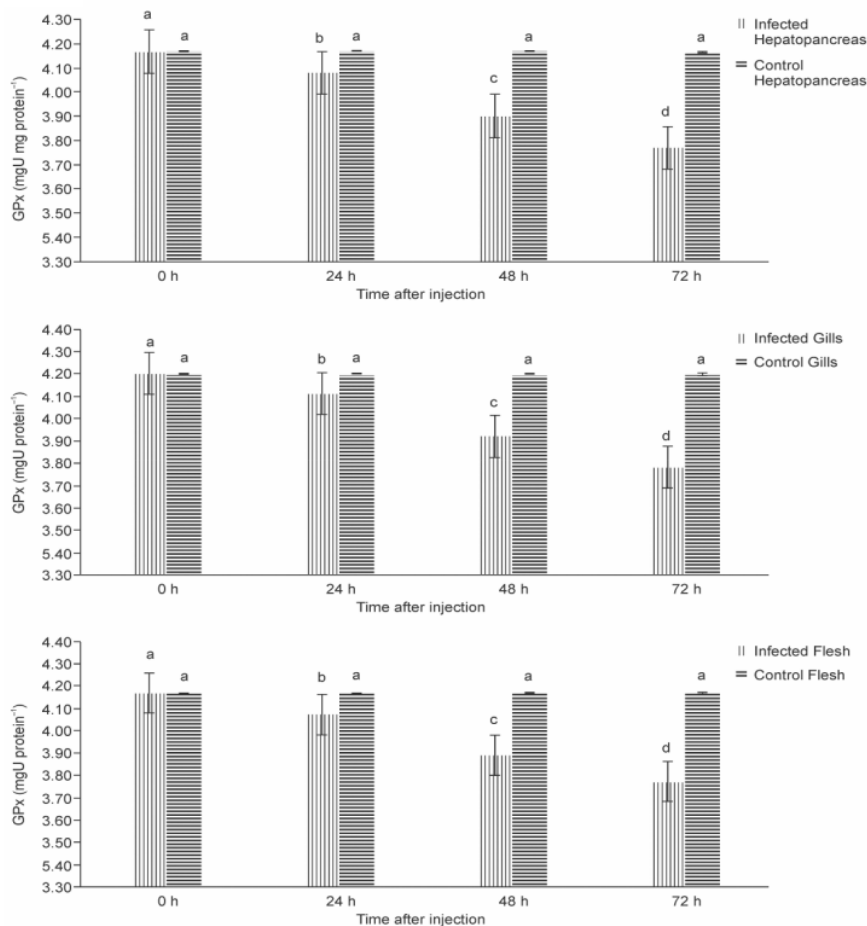 GPx (mgU mg protein⁻¹)
4.30
4.20
4.10
4.00
3.90
3.80
3.70
3.60
3.50
5.40
3.30
a a b a c a d a
Infected
Hepatopancreas
Control
Hepatopancreas
0 h 24 h 48 h 72 h
Time after injection
GPx (mgU protein⁻¹)
4.40
4.30
4.20
4.10
4.00
3.90
3.80
3.70
3.60
3.50
5.40
3.30
a a b a c a d a
Infected Gills
Control Gills
0 h 24 h 48 h 72 h
Time after injection
GPx (mgU protein⁻¹)
4.40
4.30
4.20
4.10
4.00
3.90
3.80
3.70
3.60
3.50
5.40
3.30
a a b a c a d a
Infected Flesh
Control Flesh
0 h 24 h 48 h 72 h
Time after injection